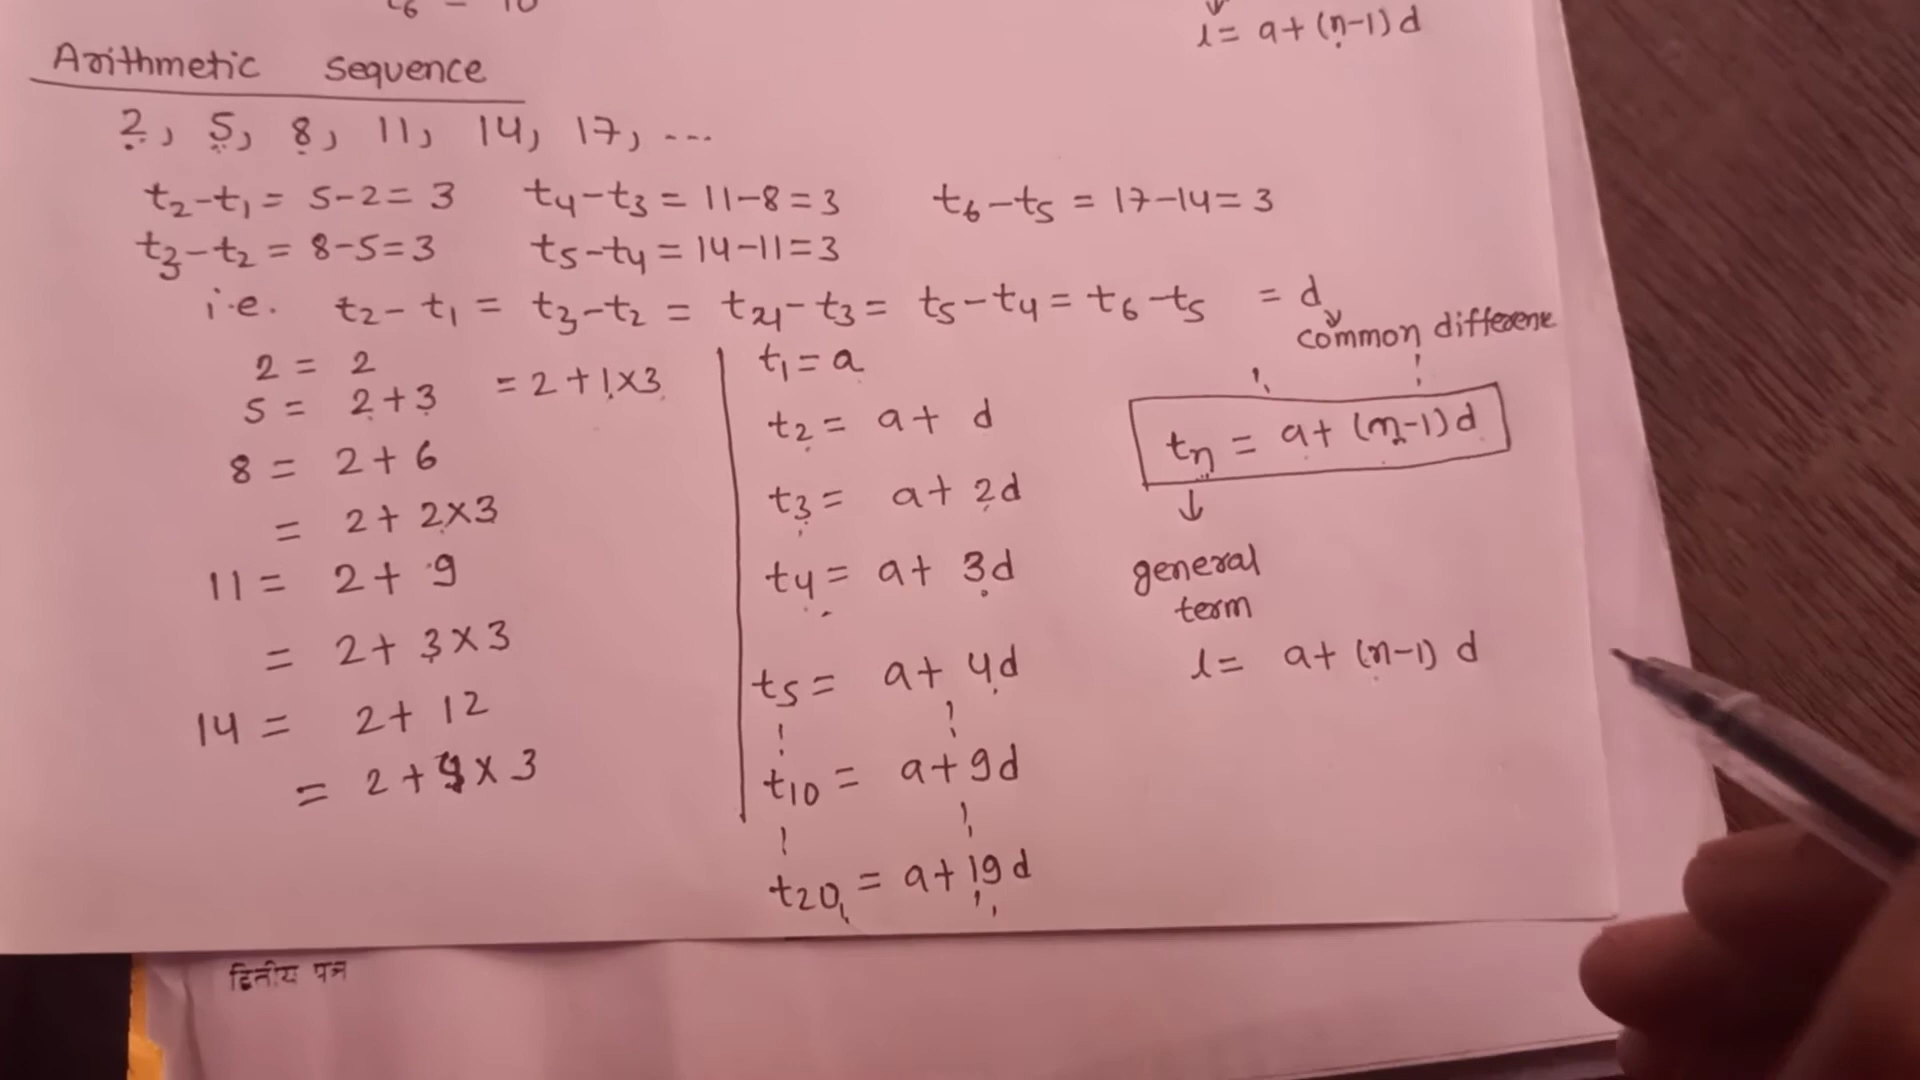 t6 = 10
l = a + (n-1) d
Arithmetic sequence
2, 5, 8, 11, 14, 17, ---
t2-t1 = 5-2 = 3 t4-t3 = 11-8 = 3 t6-t5 = 17-14 = 3
t3-t2 = 8-5 = 3 t5-t4 = 14-11 = 3
i.e. t2-t1 = t3-t2 = t4-t3 = t5-t4 = t6-t5 = d
common differene
2 = 2
5 = 2+3 = 2+1×3
8 = 2+6
= 2+2×3
11 = 2+9
= 2+3×3
14 = 2+12
= 2+4×3
t1 = a
t2 = a+ d
t3 = a+ 2d
t4 = a+ 3d
t5 = a+ 4d
t10 = a+9d
t20 = a+19d
tn = a+ (n-1)d
general
term
l = a+ (n-1) d
द्वितीय पत्र